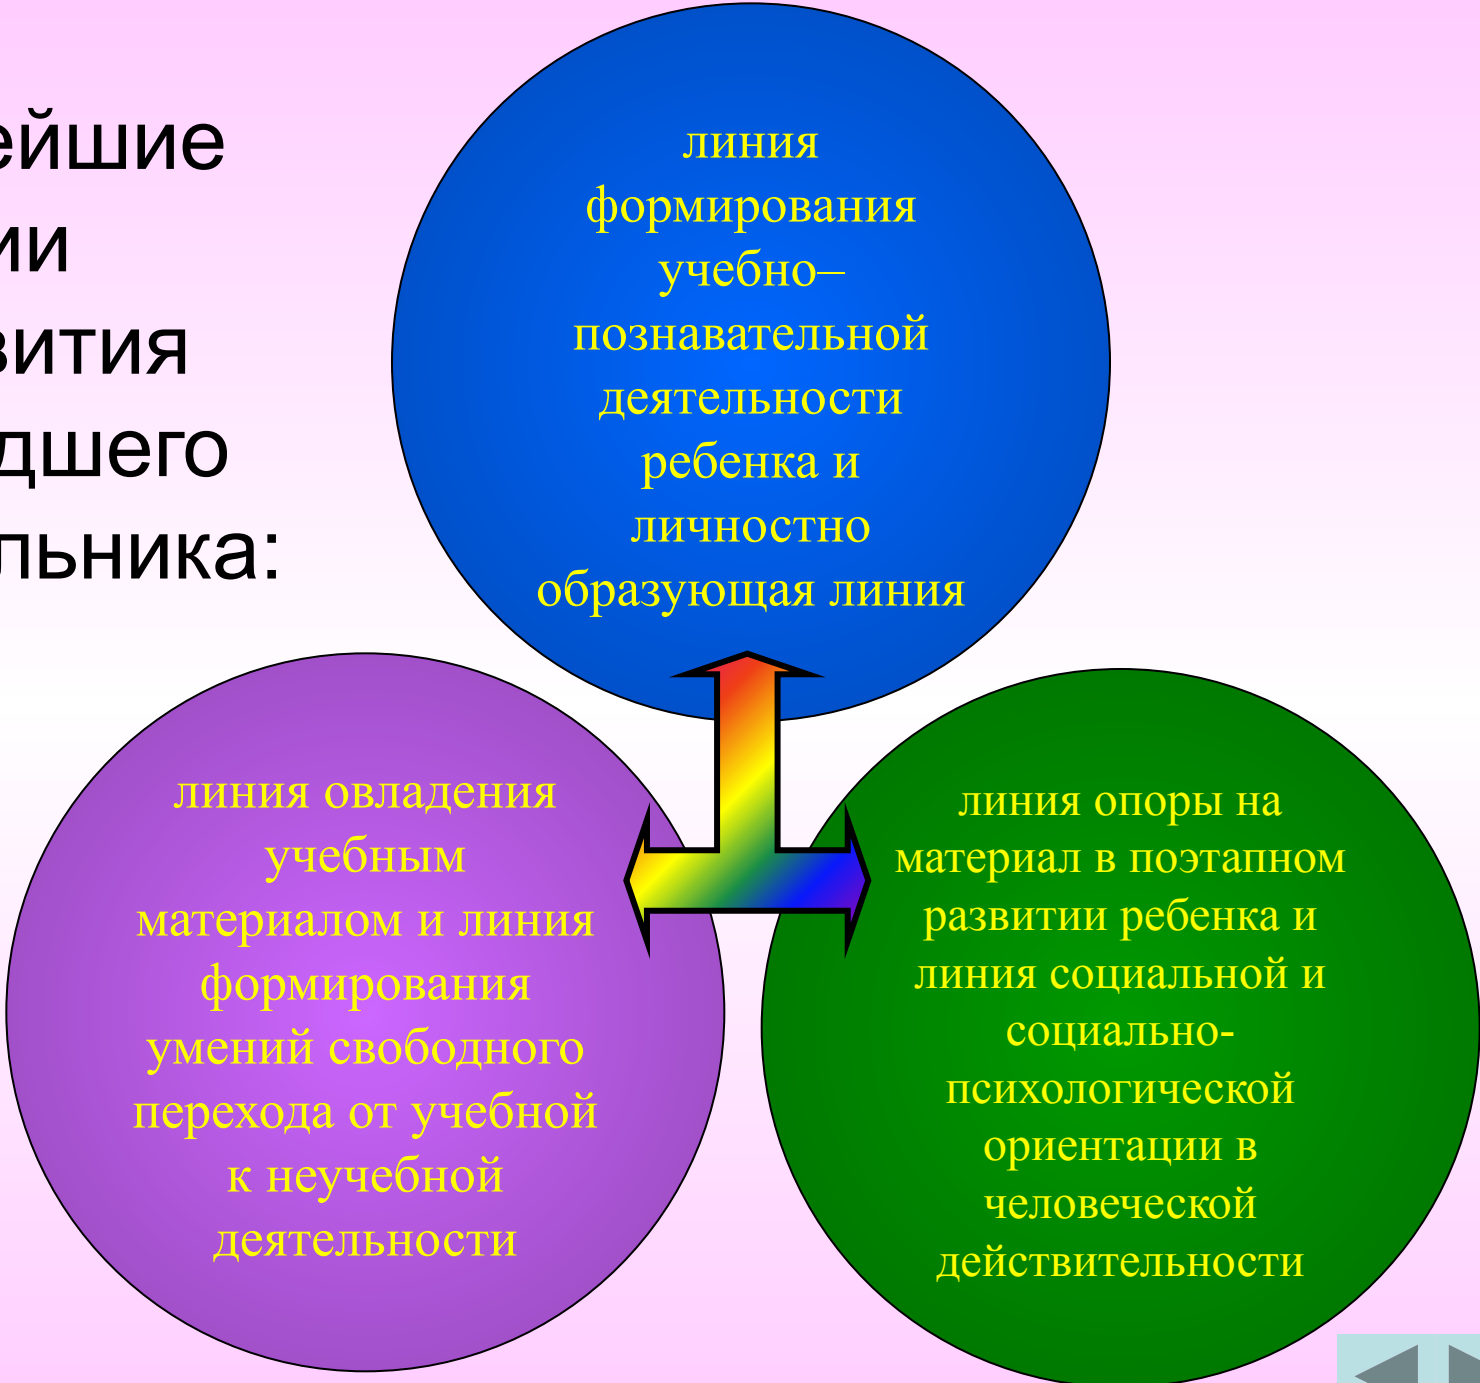 ейшие
ии
вития
дшего
льника:
линия
формирования
учебно–
познавательной
деятельности
ребенка и
личностно
образующая линия
линия овладения
учебным
материалом и линия
формирования
умений свободного
перехода от учебной
к неучебной
деятельности
линия опоры на
материал в поэтапном
развитии ребенка и
линия социальной и
социально-
психологической
ориентации в
человеческой
действительности